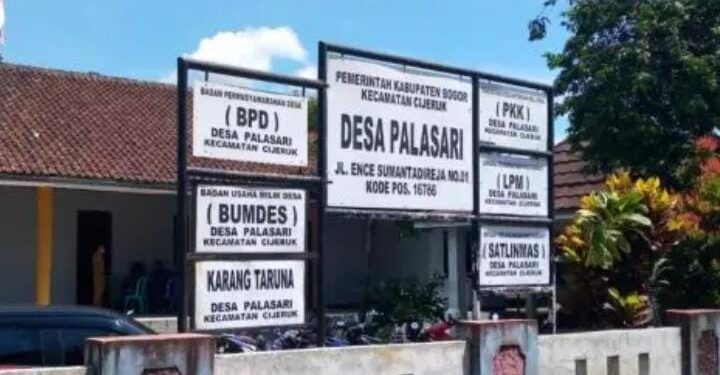 BADAN PERMUSYAWARAHAN DESA
( BPD )
DESA PALASARI
KECAMATAN CIJERUK
BADAN USAHA MILIK DESA
( BUMDES )
DESA PALASARI
KECAMATAN CIJERUK
KARANG TARUNA
DESA PALASARI
KECAMATAN CIJERUK
PEMERINTAH KABUPATEN BOGOR
KECAMATAN CIJERUK
DESA PALASARI
JL. ENCE SUMANTADIREJA NO.01
KODE POS. 16766
( PKK )
DESA PALASARI
KECAMATAN CIJERUK
( LPM )
DESA PALASARI
KECAMATAN CIJERUK
( SATLINMAS )
DESA PALASARI
KECAMATAN CIJERUK